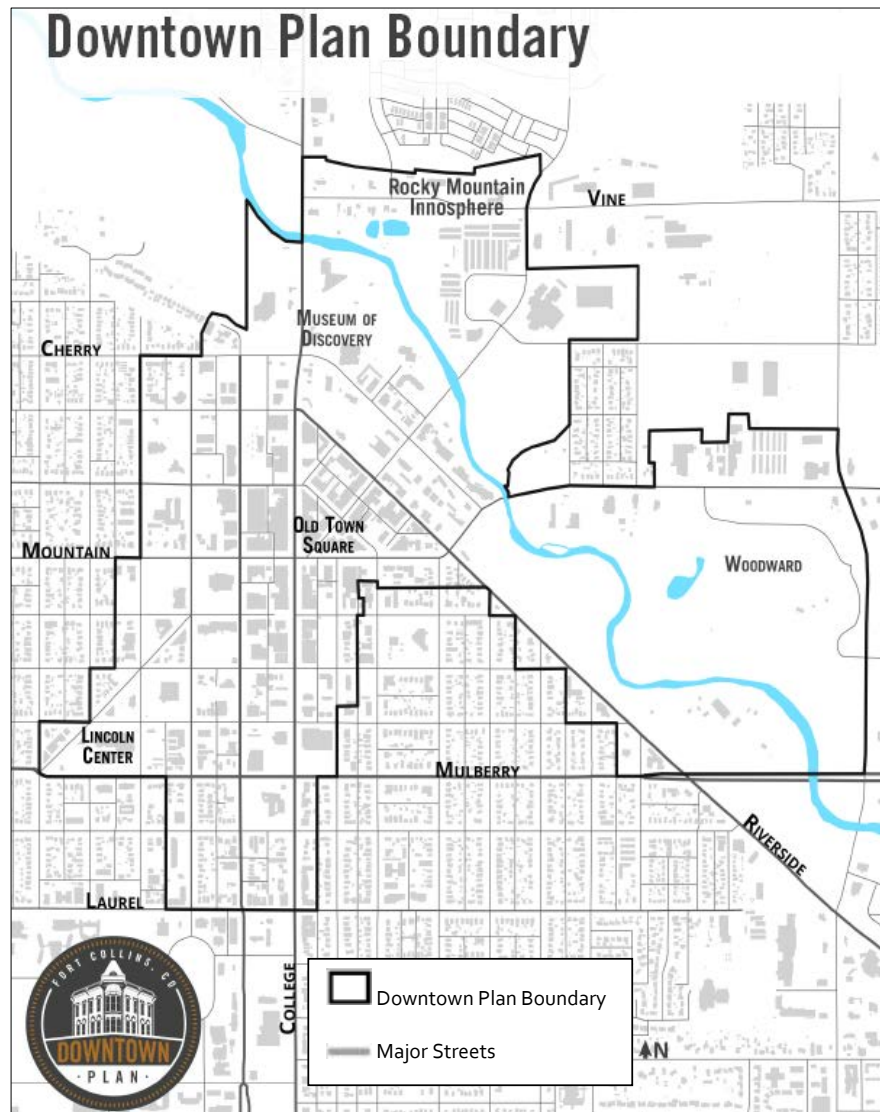 Downtown Plan Boundary
Rocky Mountain
Innosphere
Vine
Museum of
Discovery
Cherry
Old Town
Square
Mountain
Woodward
Lincoln
Center
Mulberry
Riverside
Laurel
College
Downtown Plan Boundary
Major Streets
N
FORT COLLINS, CO
DOWNTOWN
· PLAN ·